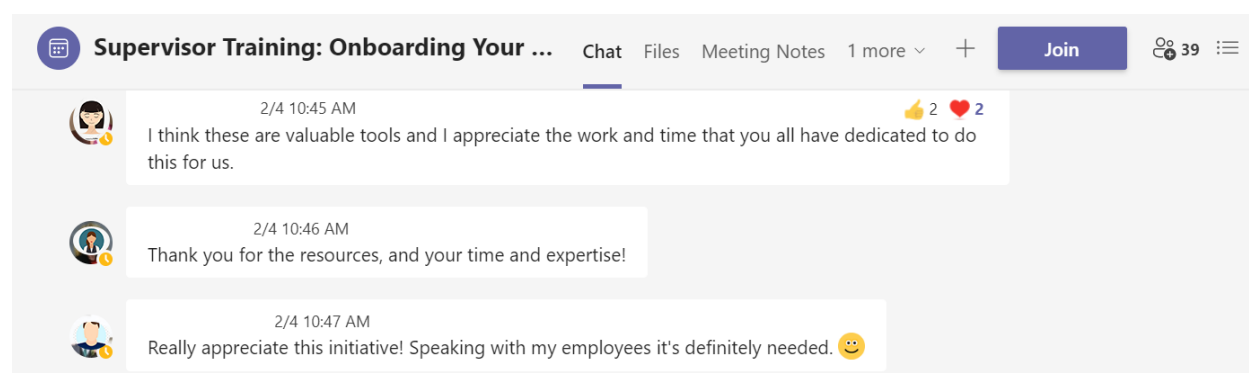 Supervisor Training: Onboarding Your ...
Chat
Files
Meeting Notes
1 more
Join
39
2/4 10:45 AM
2
2
I think these are valuable tools and I appreciate the work and time that you all have dedicated to do
this for us.
2/4 10:46 AM
Thank you for the resources, and your time and expertise!
2/4 10:47 AM
Really appreciate this initiative! Speaking with my employees it's definitely needed.